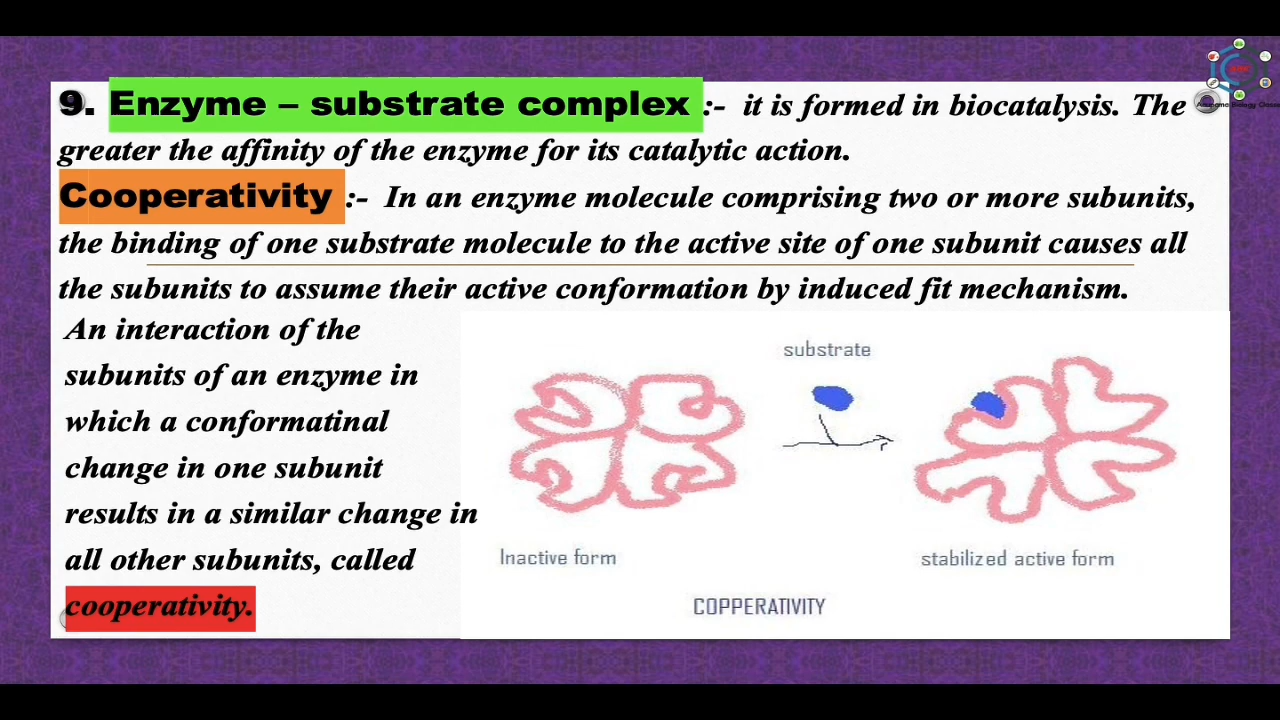 Anupama Biology Classes
9. Enzyme – substrate complex :- it is formed in biocatalysis. The
greater the affinity of the enzyme for its catalytic action.
Cooperativity :- In an enzyme molecule comprising two or more subunits,
the binding of one substrate molecule to the active site of one subunit causes all
the subunits to assume their active conformation by induced fit mechanism.
An interaction of the
subunits of an enzyme in
which a conformatinal
change in one subunit
results in a similar change in
all other subunits, called
cooperativity.
substrate
Inactive form
stabilized active form
COPPERATIVITY